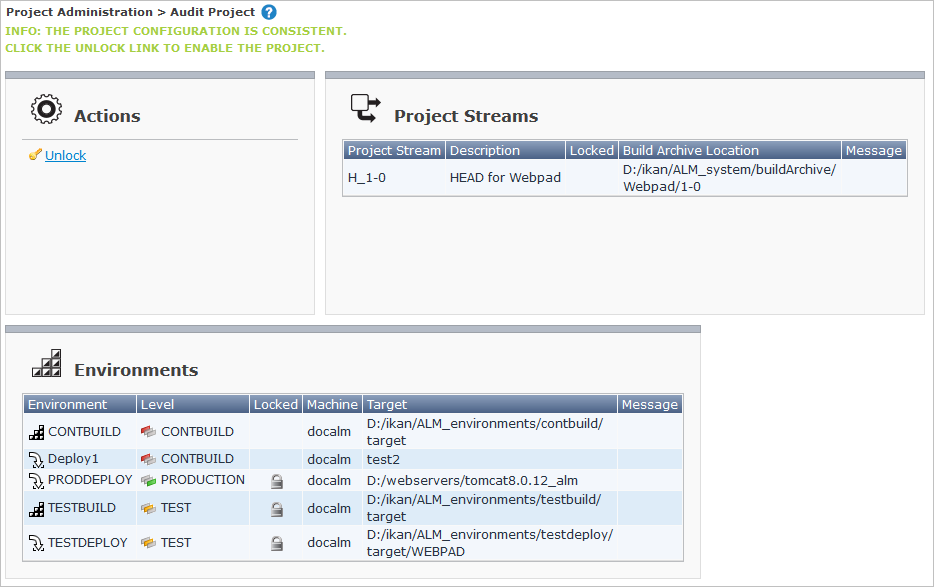 Project Administration > Audit Project ?
INFO: THE PROJECT CONFIGURATION IS CONSISTENT.
CLICK THE UNLOCK LINK TO ENABLE THE PROJECT.
Actions
Unlock
Project Streams
Project Stream Description Locked Build Archive Location Message
H_1-0 HEAD for Webpad D:/ikan/ALM_system/buildArchive/
Webpad/1-0
Environments
Environment Level Locked Machine Target Message
CONTBUILD CONTBUILD docalm D:/ikan/ALM_environments/contbuild/
target
Deploy1 CONTBUILD docalm test2
PRODDEPLOY PRODUCTION docalm D:/webservers/tomcat8.0.12_alm
TESTBUILD TEST docalm D:/ikan/ALM_environments/testbuild/
target
TESTDEPLOY TEST docalm D:/ikan/ALM_environments/testdeploy/
target/WEBPAD